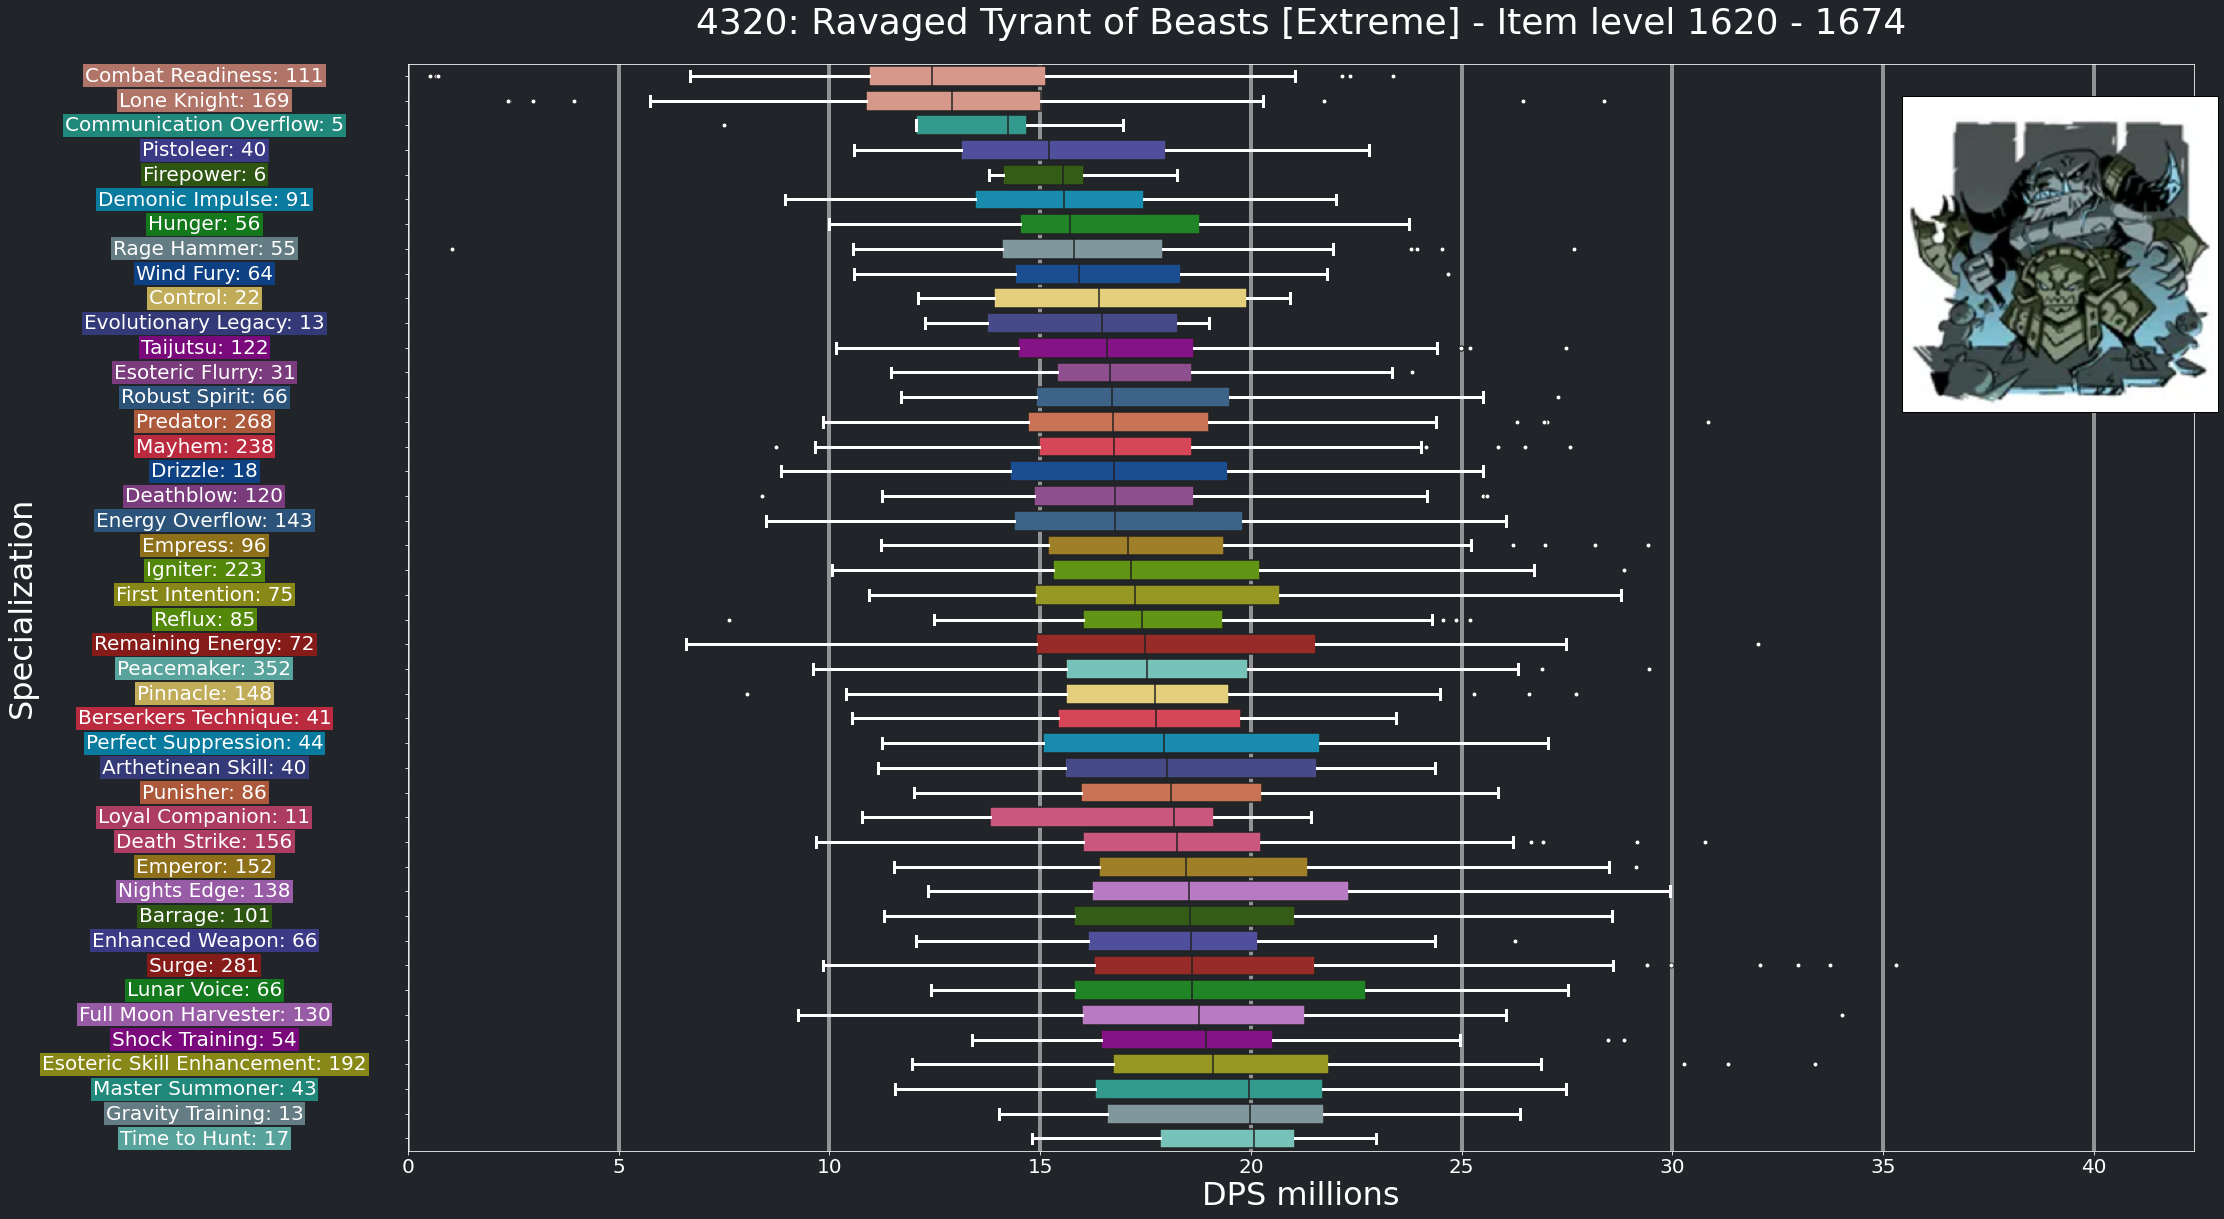 4320: Ravaged Tyrant of Beasts [Extreme] - Item level 1620 - 1674
Specialization
Combat Readiness: 111
Lone Knight: 169
Communication Overflow: 5
Pistoleer: 40
Firepower: 6
Demonic Impulse: 91
Hunger: 56
Rage Hammer: 55
Wind Fury: 64
Control: 22
Evolutionary Legacy: 13
Taijutsu: 122
Esoteric Flurry: 31
Robust Spirit: 66
Predator: 268
Mayhem: 238
Drizzle: 18
Deathblow: 120
Energy Overflow: 143
Empress: 96
Igniter: 223
First Intention: 75
Reflux: 85
Remaining Energy: 72
Peacemaker: 352
Pinnacle: 148
Berserkers Technique: 41
Perfect Suppression: 44
Arthetinean Skill: 40
Punisher: 86
Loyal Companion: 11
Death Strike: 156
Emperor: 152
Nights Edge: 138
Barrage: 101
Enhanced Weapon: 66
Surge: 281
Lunar Voice: 66
Full Moon Harvester: 130
Shock Training: 54
Esoteric Skill Enhancement: 192
Master Summoner: 43
Gravity Training: 13
Time to Hunt: 17
0 5 10 15 20 25 30 35 40
DPS millions